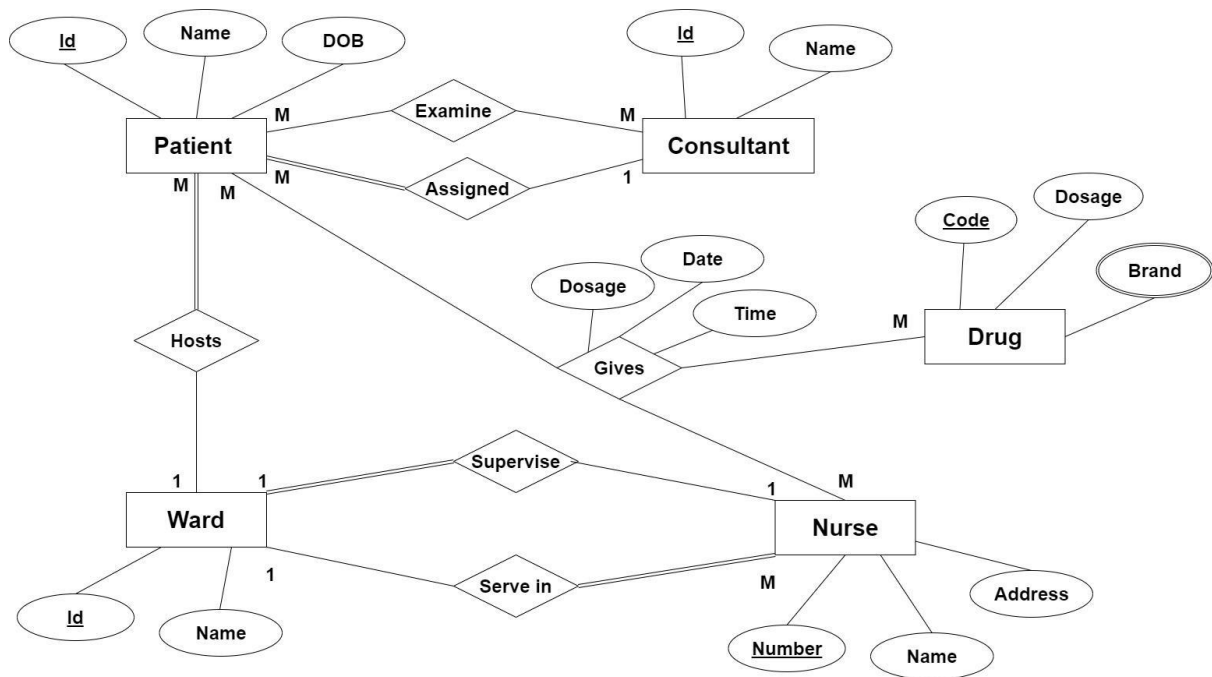 Id
Name
DOB
Id
Name
M
Examine
M
Patient
Consultant
M
M
M
Assigned
1
Code
Dosage
Brand
Dosage
Date
Time
M
Drug
Hosts
Gives
1
1
Supervise
1
M
Ward
Nurse
1
Serve in
M
Id
Name
Number
Name
Address